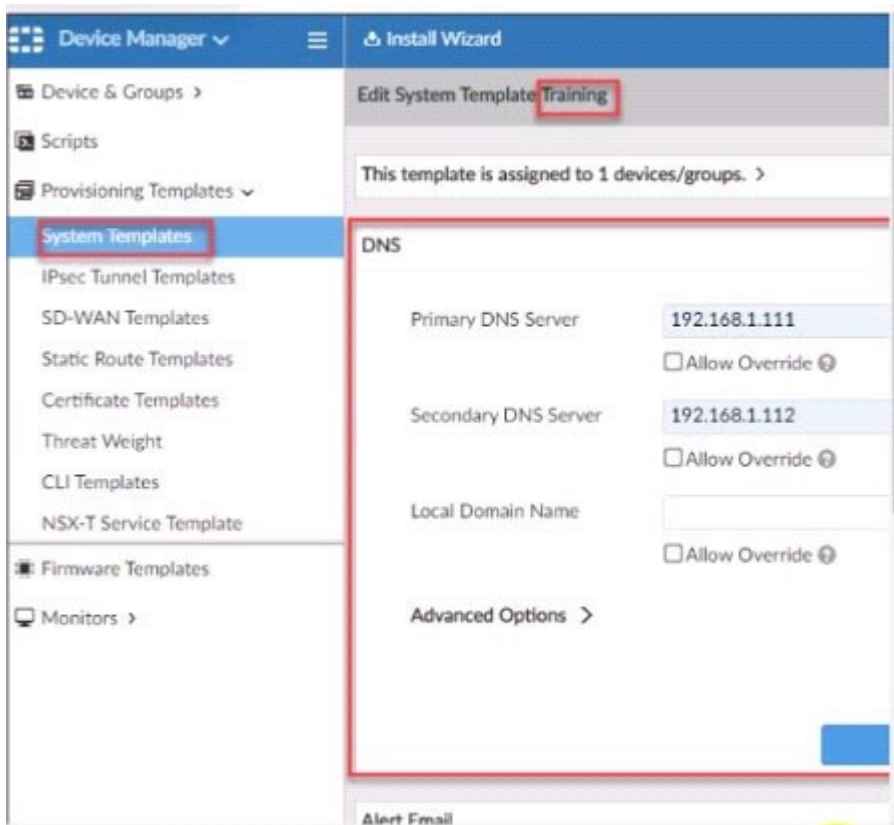 Device Manager
Install Wizard
Device & Groups
Edit System Template Training
Scripts
This template is assigned to 1 devices/groups. >
Provisioning Templates
System Templates
DNS
IPsec Tunnel Templates
SD-WAN Templates
Primary DNS Server 192.168.1.111
Static Route Templates
Allow Override
Certificate Templates
Secondary DNS Server 192.168.1.112
Threat Weight
Allow Override
CLI Templates
Local Domain Name
NSX-T Service Template
Allow Override
Firmware Templates
Monitors >
Advanced Options >
Alert Email